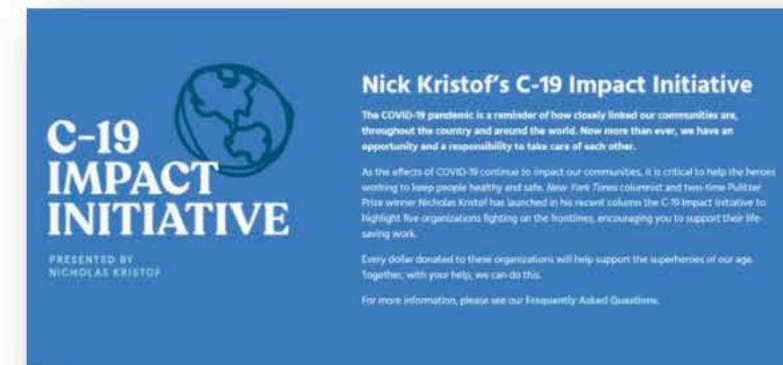 C-19
IMPACT
INITIATIVE
PRESENTED BY
NICHOLAS KRISTOF
Nick Kristof's C-19 Impact Initiative
The COVID-19 pandemic is a reminder of how closely linked our communities are,
throughout the country and around the world. Now more than ever, we have an
opportunity and a responsibility to take care of each other.
As the effects of COVID-19 continue to impact our communities, it is critical to help the heroes
working to keep people healthy and safe. New York Times columnist and two-time Pulitzer
Prize winner Nicholas Kristof has launched in his recent column the C-19 Impact Initiative to
highlight five organizations fighting on the frontlines, encouraging you to support their life-
saving work.
Every dollar donated to these organizations will help support the superheroes of our age.
Together, with your help, we can do this.
For more information, please see our Frequently Asked Questions.